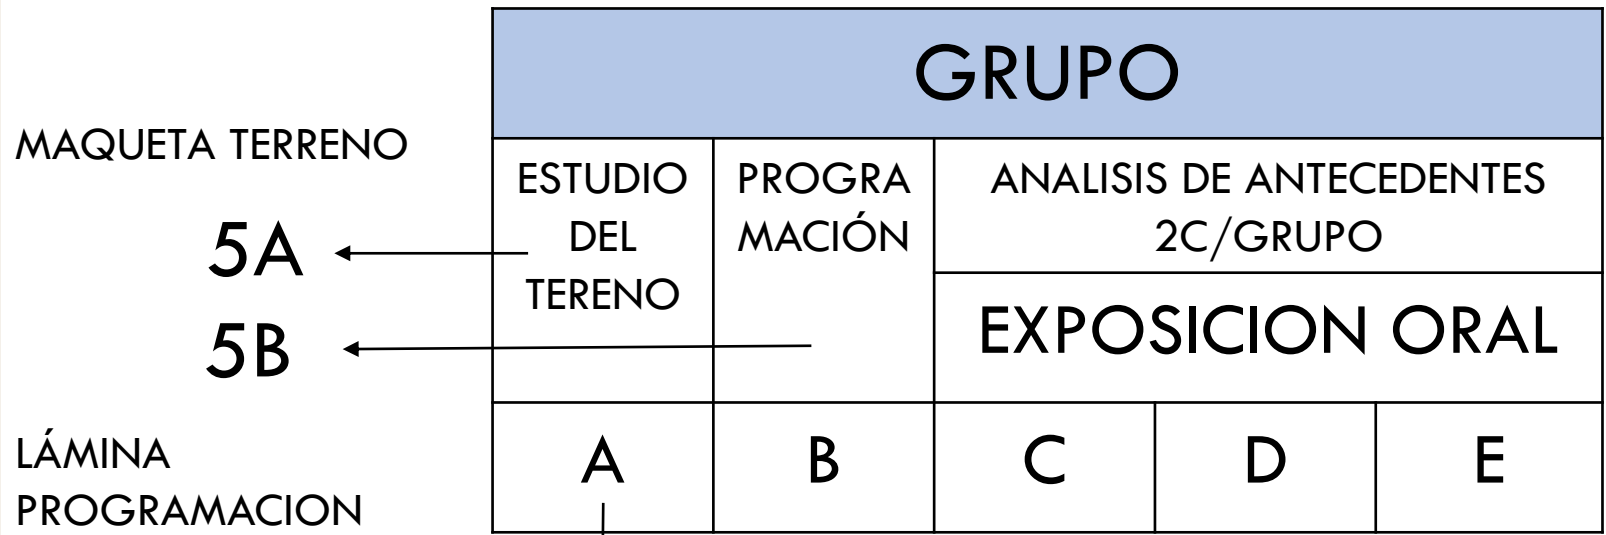 GRUPO
MAQUETA TERRENO
5A
5B
LÁMINA
PROGRAMACION
ESTUDIO
DEL
TERENO
PROGRA
MACIÓN
ANALISIS DE ANTECEDENTES
2C/GRUPO
EXPOSICION ORAL
A
B
C
D
E